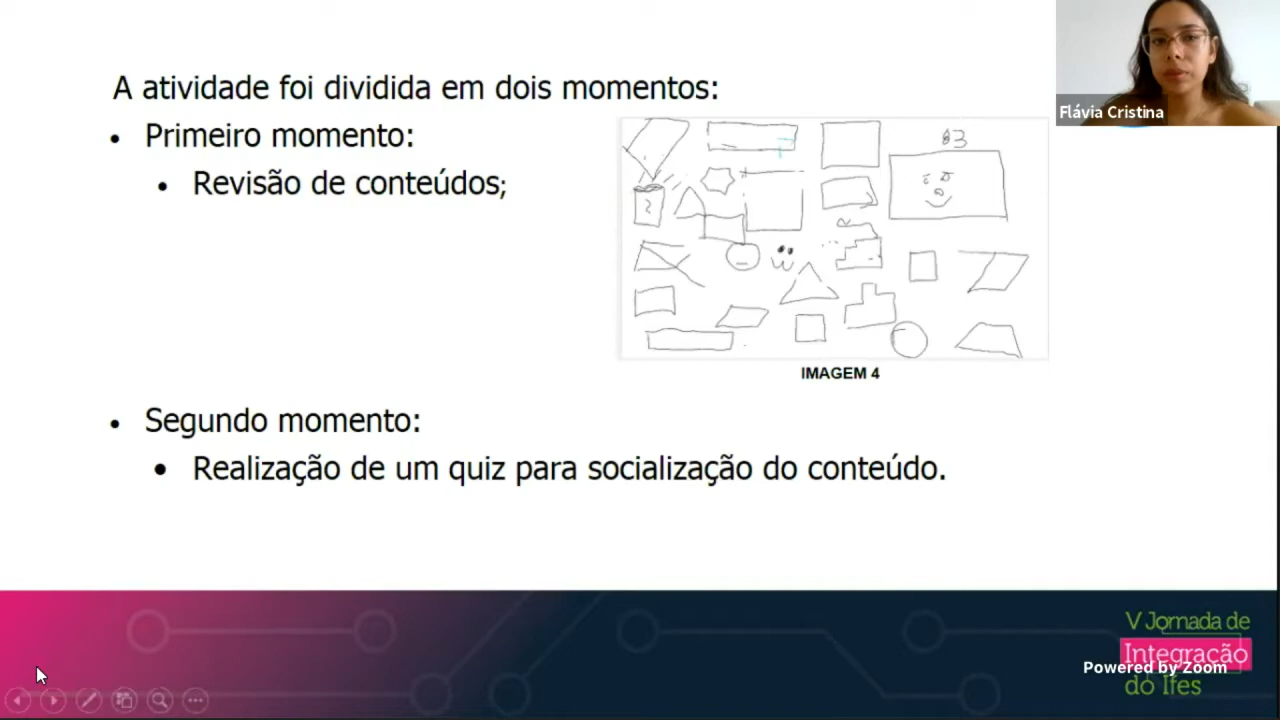 A atividade foi dividida em dois momentos:
• Primeiro momento:
• Revisão de conteúdos;
IMAGEM 4
• Segundo momento:
• Realização de um quiz para socialização do conteúdo.
Flávia Cristina
V Jornada de
Integração
do Ifes
Powered by Zoom